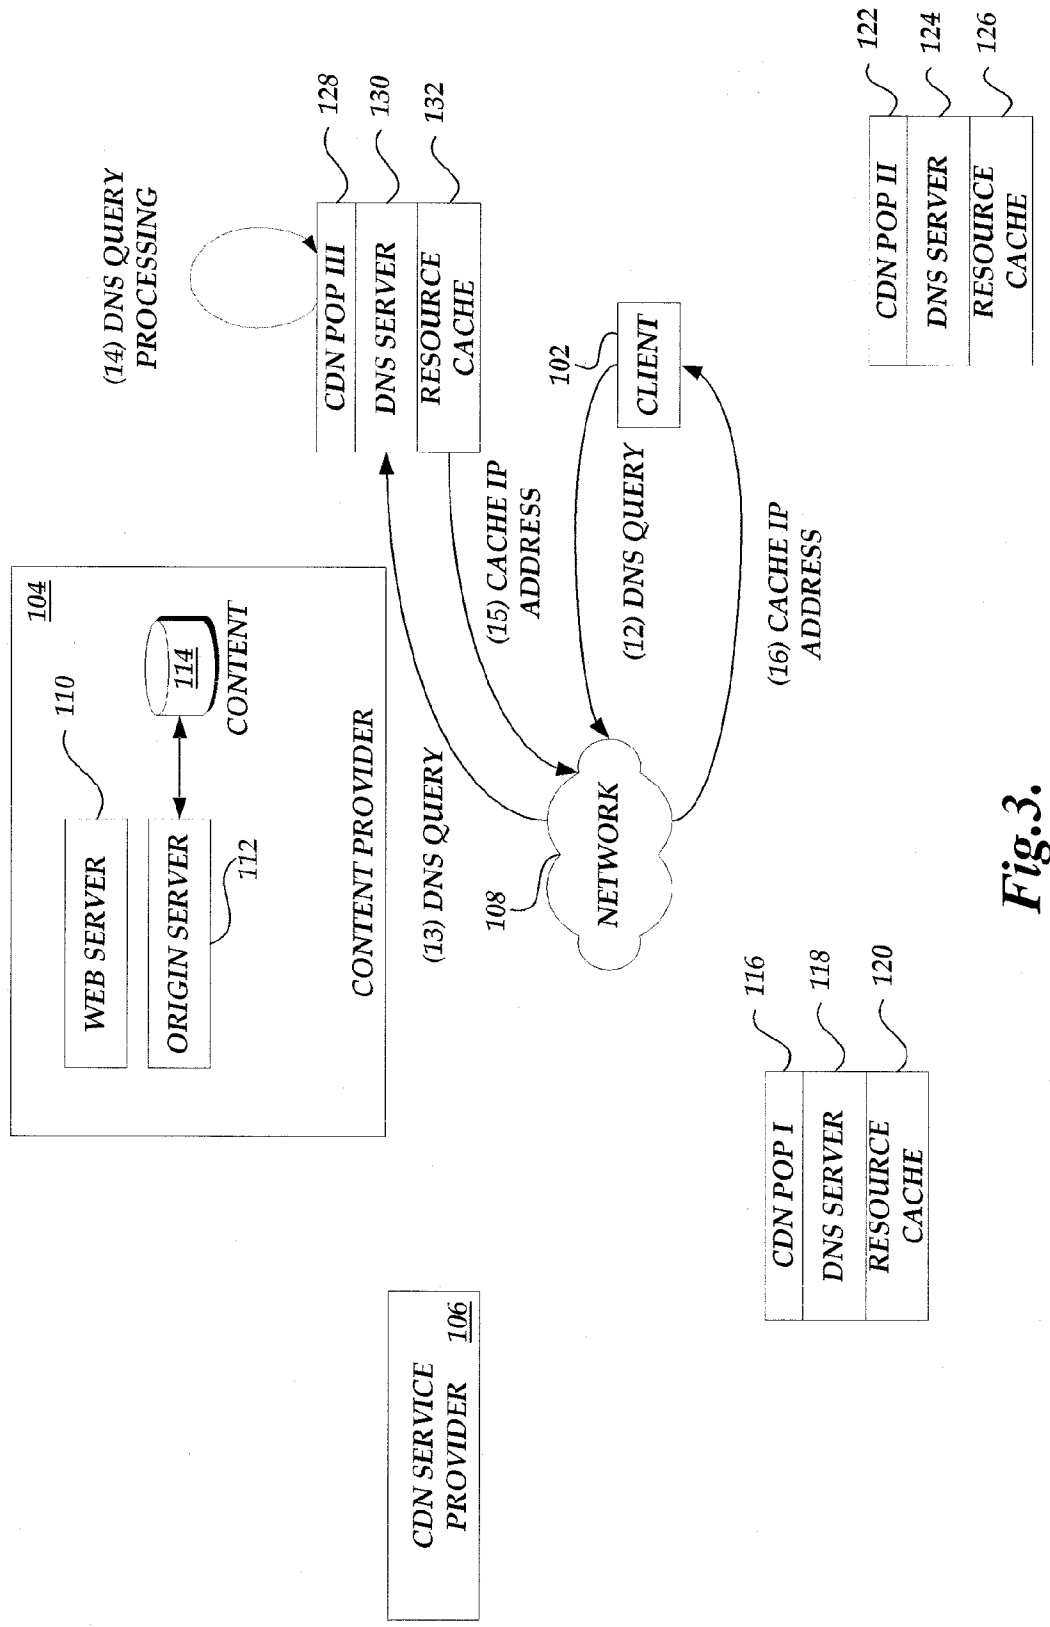 104
WEB SERVER
110
ORIGIN SERVER
112
114
CONTENT
CONTENT PROVIDER
(14) DNS QUERY
PROCESSING
CDN POP III
128
DNS SERVER
130
RESOURCE
CACHE
132
CDN SERVICE
PROVIDER
106
(13) DNS QUERY
(15) CACHE IP
ADDRESS
108
NETWORK
102
CLIENT
(12) DNS QUERY
(16) CACHE IP
ADDRESS
CDN POP I
116
DNS SERVER
118
RESOURCE
CACHE
120
CDN POP II
122
DNS SERVER
124
RESOURCE
CACHE
126
Fig.3.